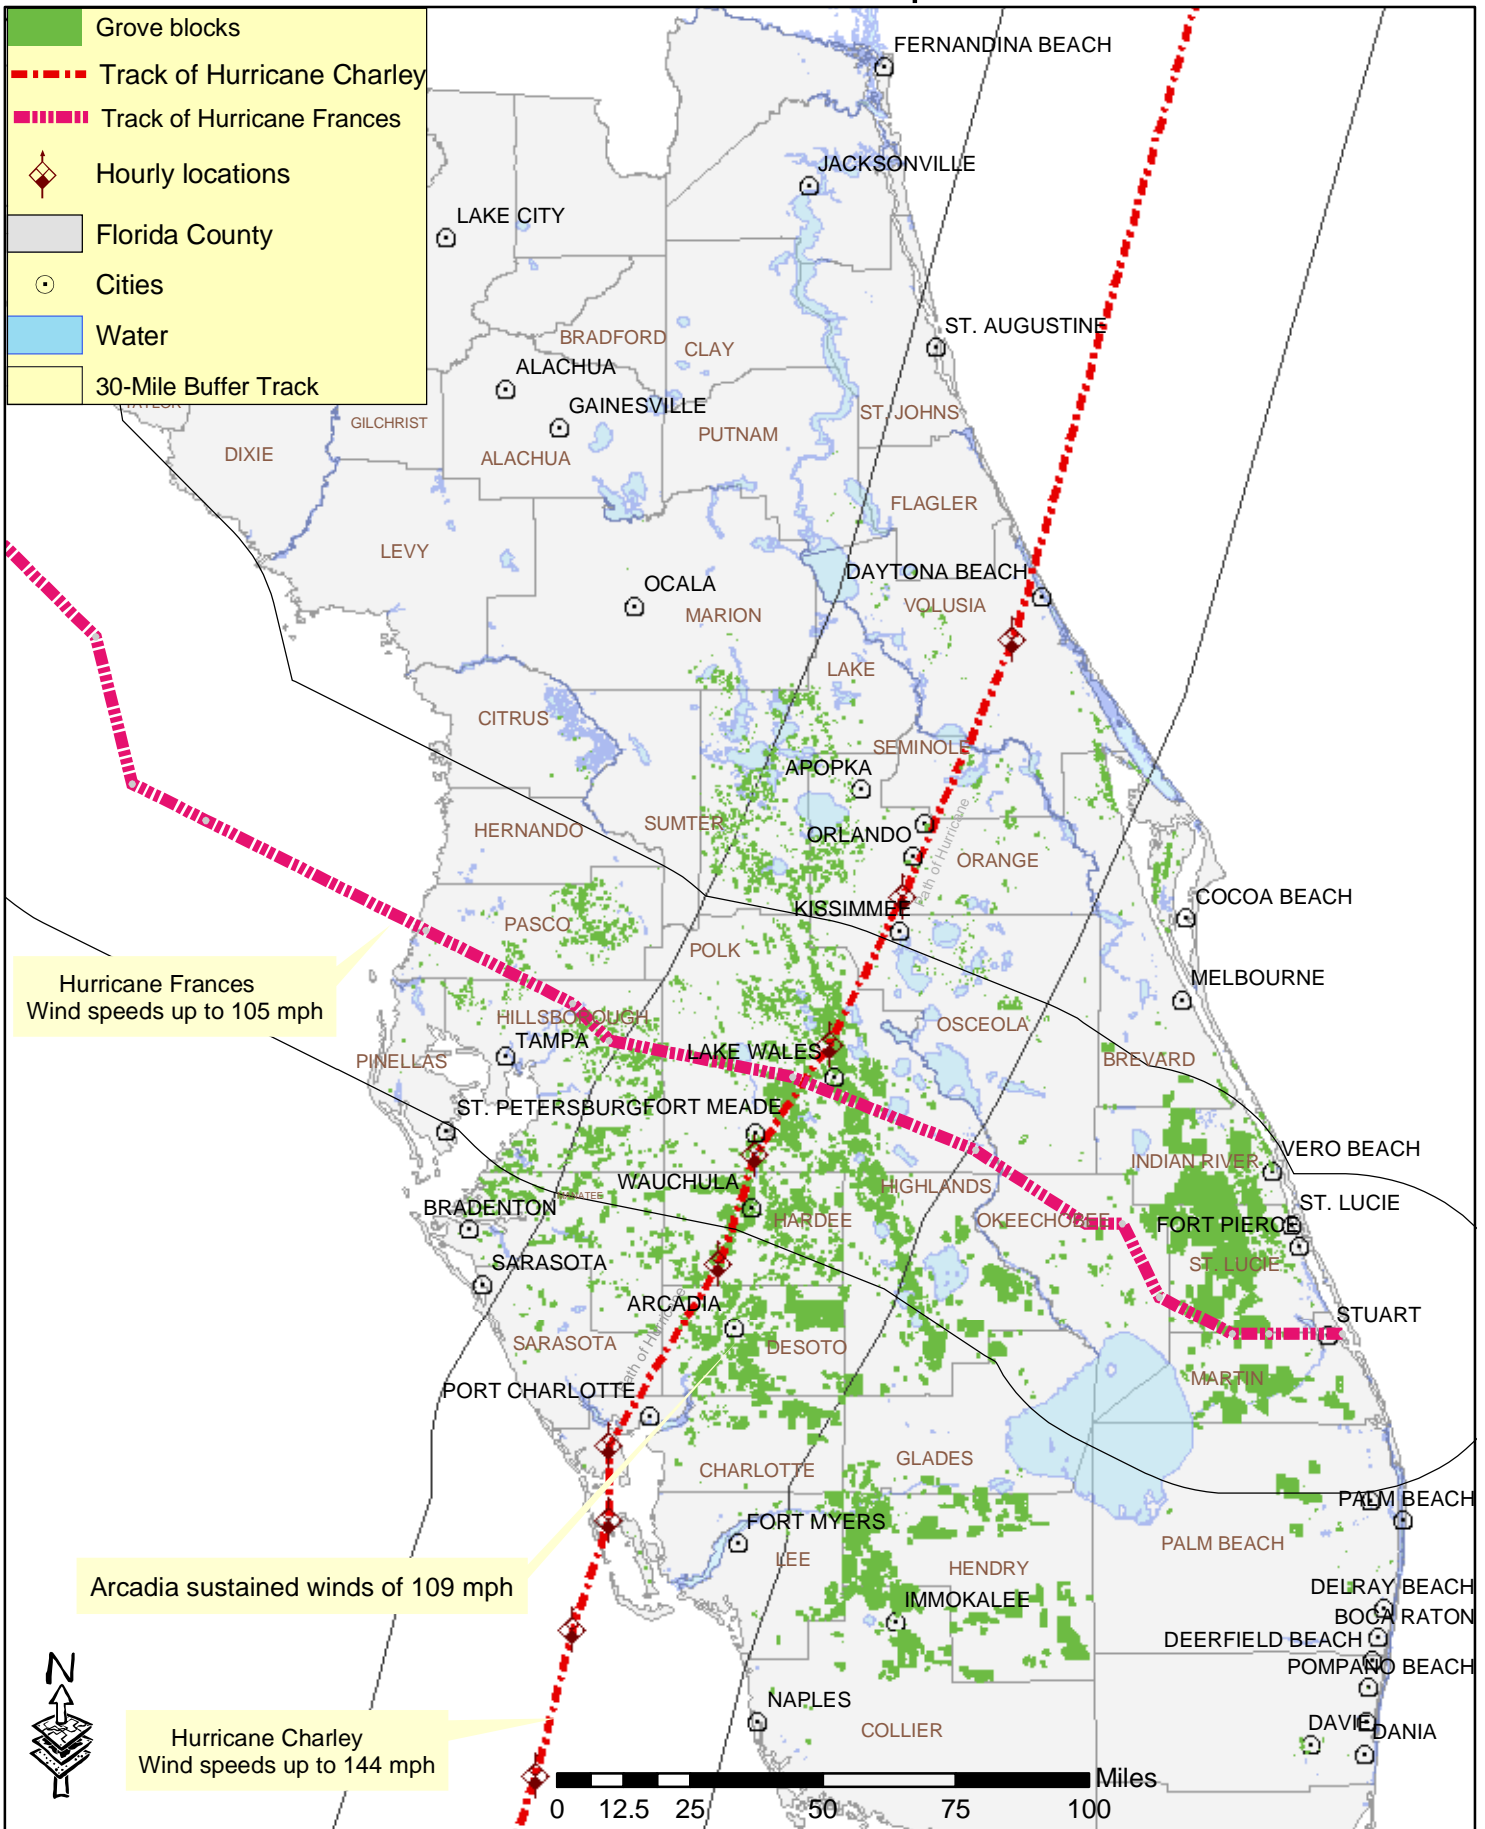 Grove blocks
Track of Hurricane Charley
Track of Hurricane Frances
Hourly locations
Florida County
Cities
Water
30-Mile Buffer Track
FERNANDINA BEACH
JACKSONVILLE
LAKE CITY
ST. AUGUSTINE
BRADFORD
CLAY
ALACHUA
GAINESVILLE
GILCHRIST
ST. JOHNS
PUTNAM
DIXIE
ALACHUA
FLAGLER
LEVY
DAYTONA BEACH
OCALA
VOLUSIA
MARION
LAKE
CITRUS
SEMINOLE
APOPKA
HERNANDO
SUMTER
ORLANDO
ORANGE
Path of Hurricane
COCOA BEACH
KISSIMMEE
PASCO
POLK
Hurricane Frances
Wind speeds up to 105 mph
MELBOURNE
HILLSBOROUGH
OSCEOLA
TAMPA
LAKE WALES
PINELLAS
BREVARD
ST. PETERSBURG
FORT MEADE
VERO BEACH
INDIAN RIVER
WAUCHULA
HIGHLANDS
MANATEE
BRADENTON
HARDEE
OKEECHOBEE
ST. LUCIE
FORT PIERCE
SARASOTA
ST. LUCIE
ARCADIA
STUART
SARASOTA
DESOTO
Path of Hurricane
MARTIN
PORT CHARLOTTE
GLADES
CHARLOTTE
PALM BEACH
FORT MYERS
PALM BEACH
LEE
HENDRY
Arcadia sustained winds of 109 mph
DELRAY BEACH
IMMOKALEE
BOCA RATON
DEERFIELD BEACH
POMPANO BEACH
N
NAPLES
COLLIER
DAVIE
DANIA
Hurricane Charley
Wind speeds up to 144 mph
Miles
0 12.5 25 50 75 100